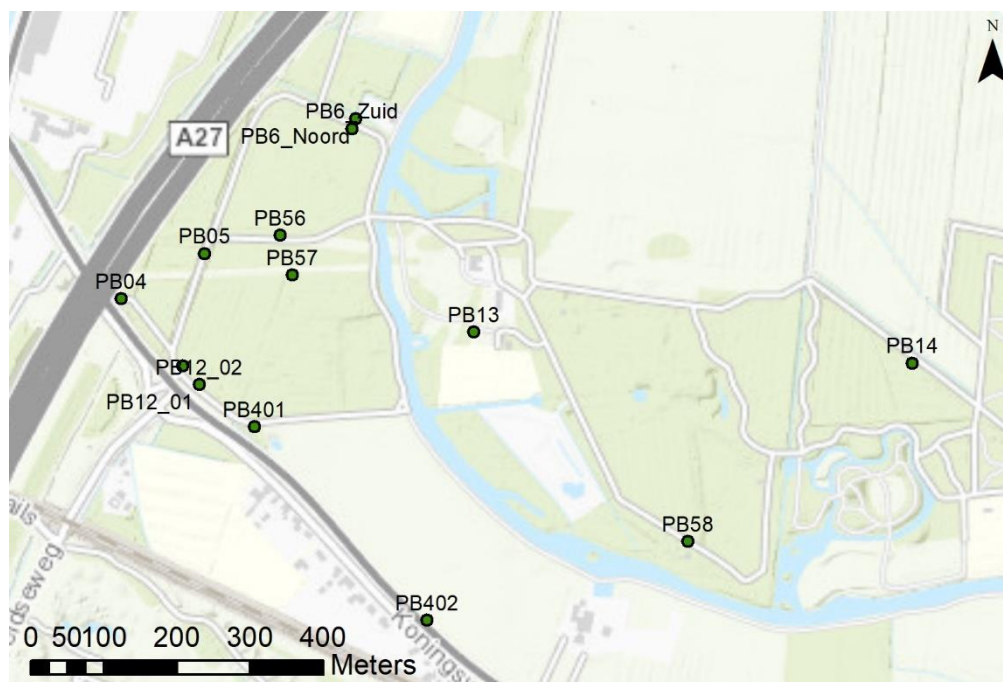 N
PB6_Zuid
A27
PB6_Noord
PB56
PB05
PB57
PB04
PB13
PB14
PB12_02
PB12_01
PB401
PB58
PB402
0 50100 200 300 400
Meters